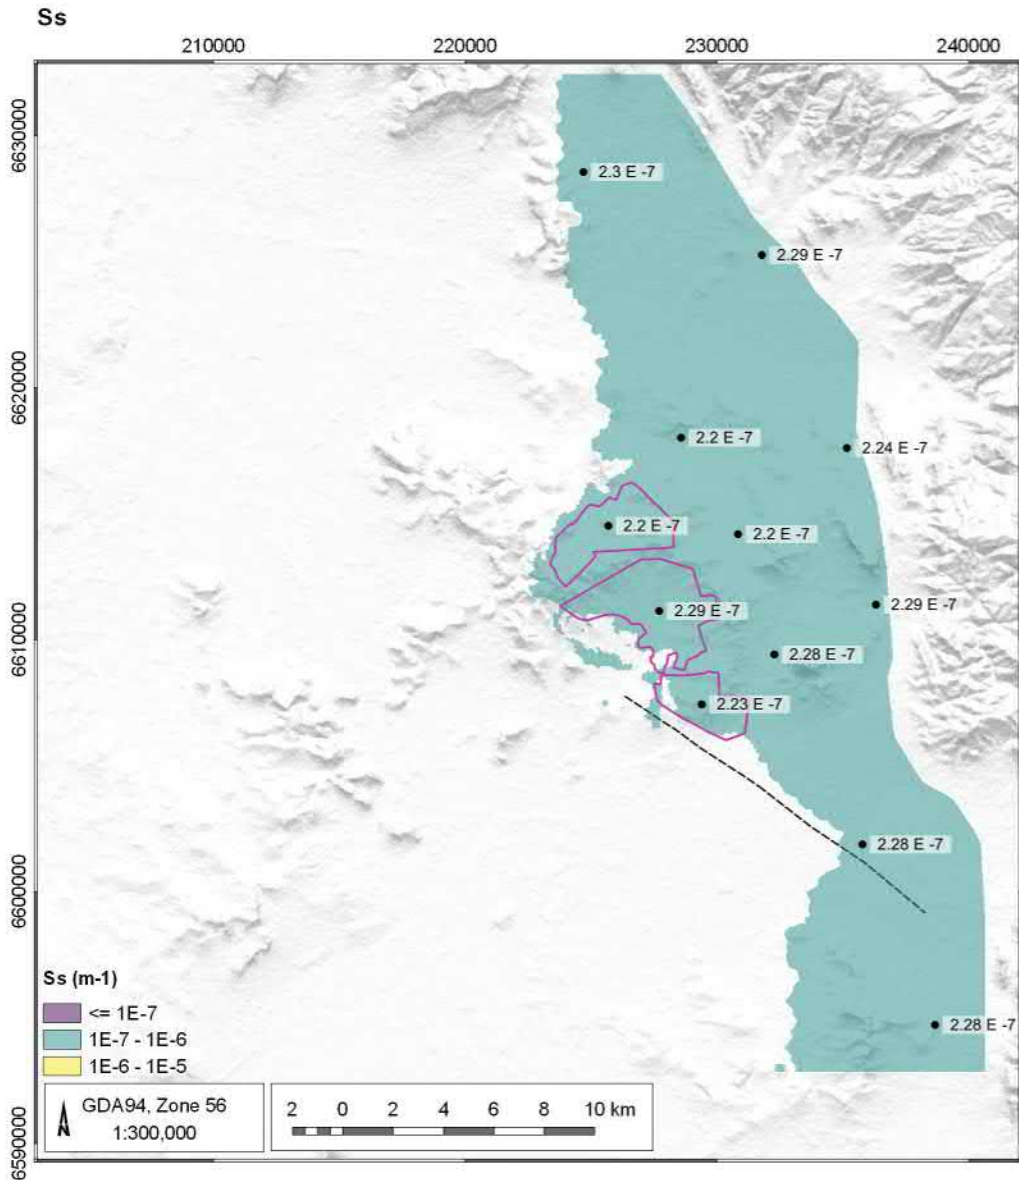 Ss
210000
220000
230000
240000
6630000
6620000
6610000
6600000
6590000
2.3 E -7
2.29 E -7
2.2 E -7
2.24 E -7
2.2 E -7
2.2 E -7
2.29 E -7
2.29 E -7
2.28 E -7
2.23 E -7
2.28 E -7
2.28 E -7
Ss (m-1)
<= 1E-7
1E-7 - 1E-6
1E-6 - 1E-5
N
GDA94, Zone 56
1:300,000
2 0 2 4 6 8 10 km